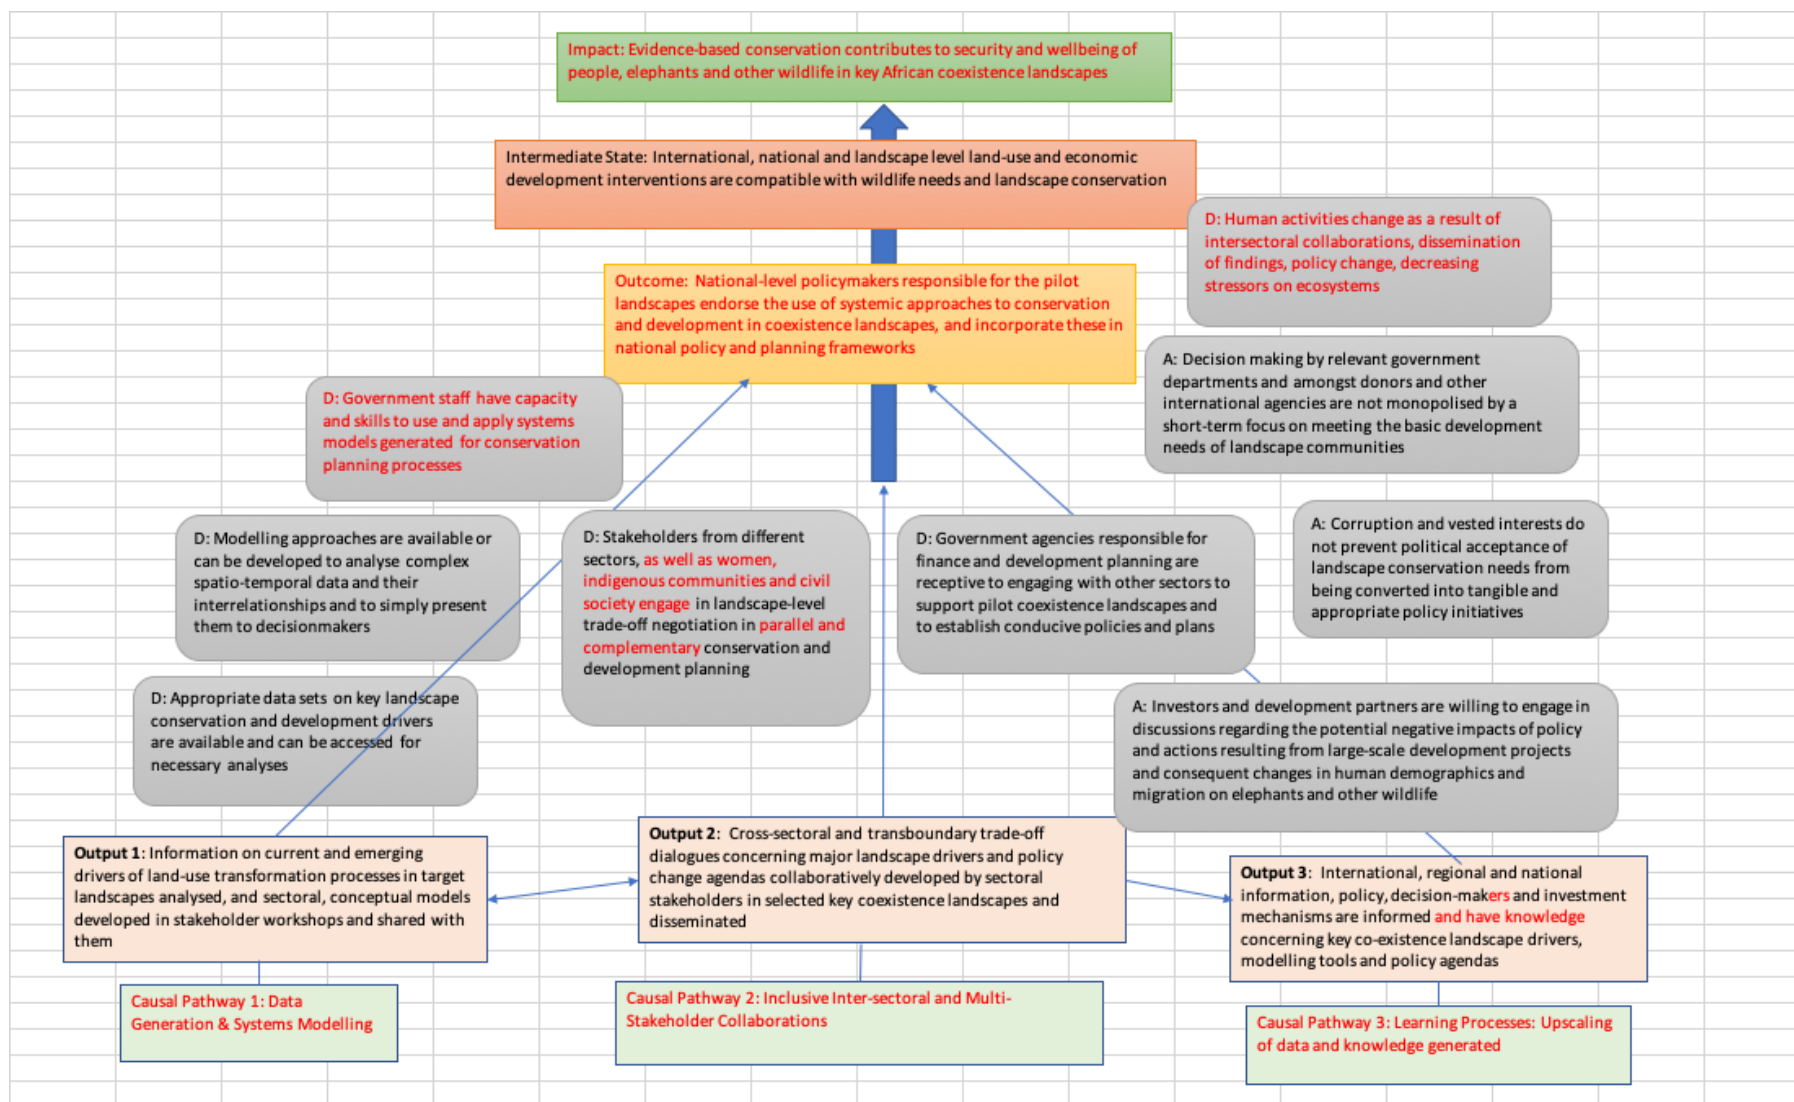 Impact: Evidence-based conservation contributes to security and wellbeing of
people, elephants and other wildlife in key African coexistence landscapes
Intermediate State: International, national and landscape level land-use and economic
development interventions are compatible with wildlife needs and landscape conservation
D: Human activities change as a result of
intersectoral collaborations, dissemination
of findings, policy change, decreasing
stressors on ecosystems
Outcome: National-level policymakers responsible for the pilot
landscapes endorse the use of systemic approaches to conservation
and development in coexistence landscapes, and incorporate these in
national policy and planning frameworks
A: Decision making by relevant government
departments and amongst donors and other
international agencies are not monopolised by a
short-term focus on meeting the basic development
needs of landscape communities
D: Government staff have capacity
and skills to use and apply systems
models generated for conservation
planning processes
D: Modelling approaches are available or
can be developed to analyse complex
spatio-temporal data and their
interrelationships and to simply present
them to decisionmakers
D: Stakeholders from different
sectors, as well as women,
indigenous communities and civil
society engage in landscape-level
trade-off negotiation in parallel and
complementary conservation and
development planning
D: Government agencies responsible for
finance and development planning are
receptive to engaging with other sectors to
support pilot coexistence landscapes and
to establish conducive policies and plans
A: Corruption and vested interests do
not prevent political acceptance of
landscape conservation needs from
being converted into tangible and
appropriate policy initiatives
D: Appropriate data sets on key landscape
conservation and development drivers
are available and can be accessed for
necessary analyses
A: Investors and development partners are willing to engage in
discussions regarding the potential negative impacts of policy
and actions resulting from large-scale development projects
and consequent changes in human demographics and
migration on elephants and other wildlife
Output 1: Information on current and emerging
drivers of land-use transformation processes in target
landscapes analysed, and sectoral, conceptual models
developed in stakeholder workshops and shared with
them
Output 2: Cross-sectoral and transboundary trade-off
dialogues concerning major landscape drivers and policy
change agendas collaboratively developed by sectoral
stakeholders in selected key coexistence landscapes and
disseminated
Output 3: International, regional and national
information, policy, decision-makers and investment
mechanisms are informed and have knowledge
concerning key co-existence landscape drivers,
modelling tools and policy agendas
Causal Pathway 1: Data
Generation & Systems Modelling
Causal Pathway 2: Inclusive Inter-sectoral and Multi-
Stakeholder Collaborations
Causal Pathway 3: Learning Processes: Upscaling
of data and knowledge generated